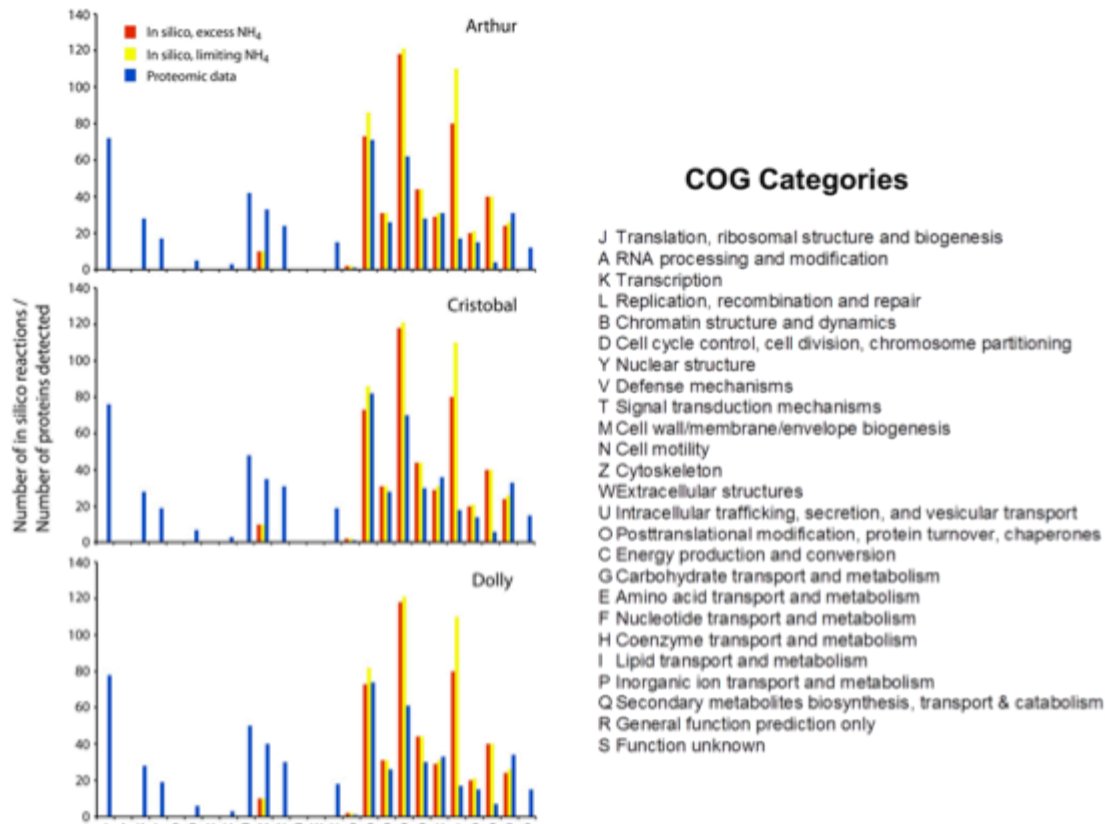 140
Arthur
In silico, excess NH4
120
In silico, limiting NH4
Proteomic data
100
80
60
40
20
0
140
Cristobal
120
100
80
60
40
20
0
140
Dolly
120
100
80
60
40
20
0
Number of in silico reactions /
Number of proteins detected
COG Categories
J Translation, ribosomal structure and biogenesis
A RNA processing and modification
K Transcription
L Replication, recombination and repair
B Chromatin structure and dynamics
D Cell cycle control, cell division, chromosome partitioning
Y Nuclear structure
V Defense mechanisms
T Signal transduction mechanisms
M Cell wall/membrane/envelope biogenesis
N Cell motility
Z Cytoskeleton
WExtracellular structures
U Intracellular trafficking, secretion, and vesicular transport
O Posttranslational modification, protein turnover, chaperones
C Energy production and conversion
G Carbohydrate transport and metabolism
E Amino acid transport and metabolism
F Nucleotide transport and metabolism
H Coenzyme transport and metabolism
I Lipid transport and metabolism
P Inorganic ion transport and metabolism
Q Secondary metabolites biosynthesis, transport & catabolism
R General function prediction only
S Function unknown